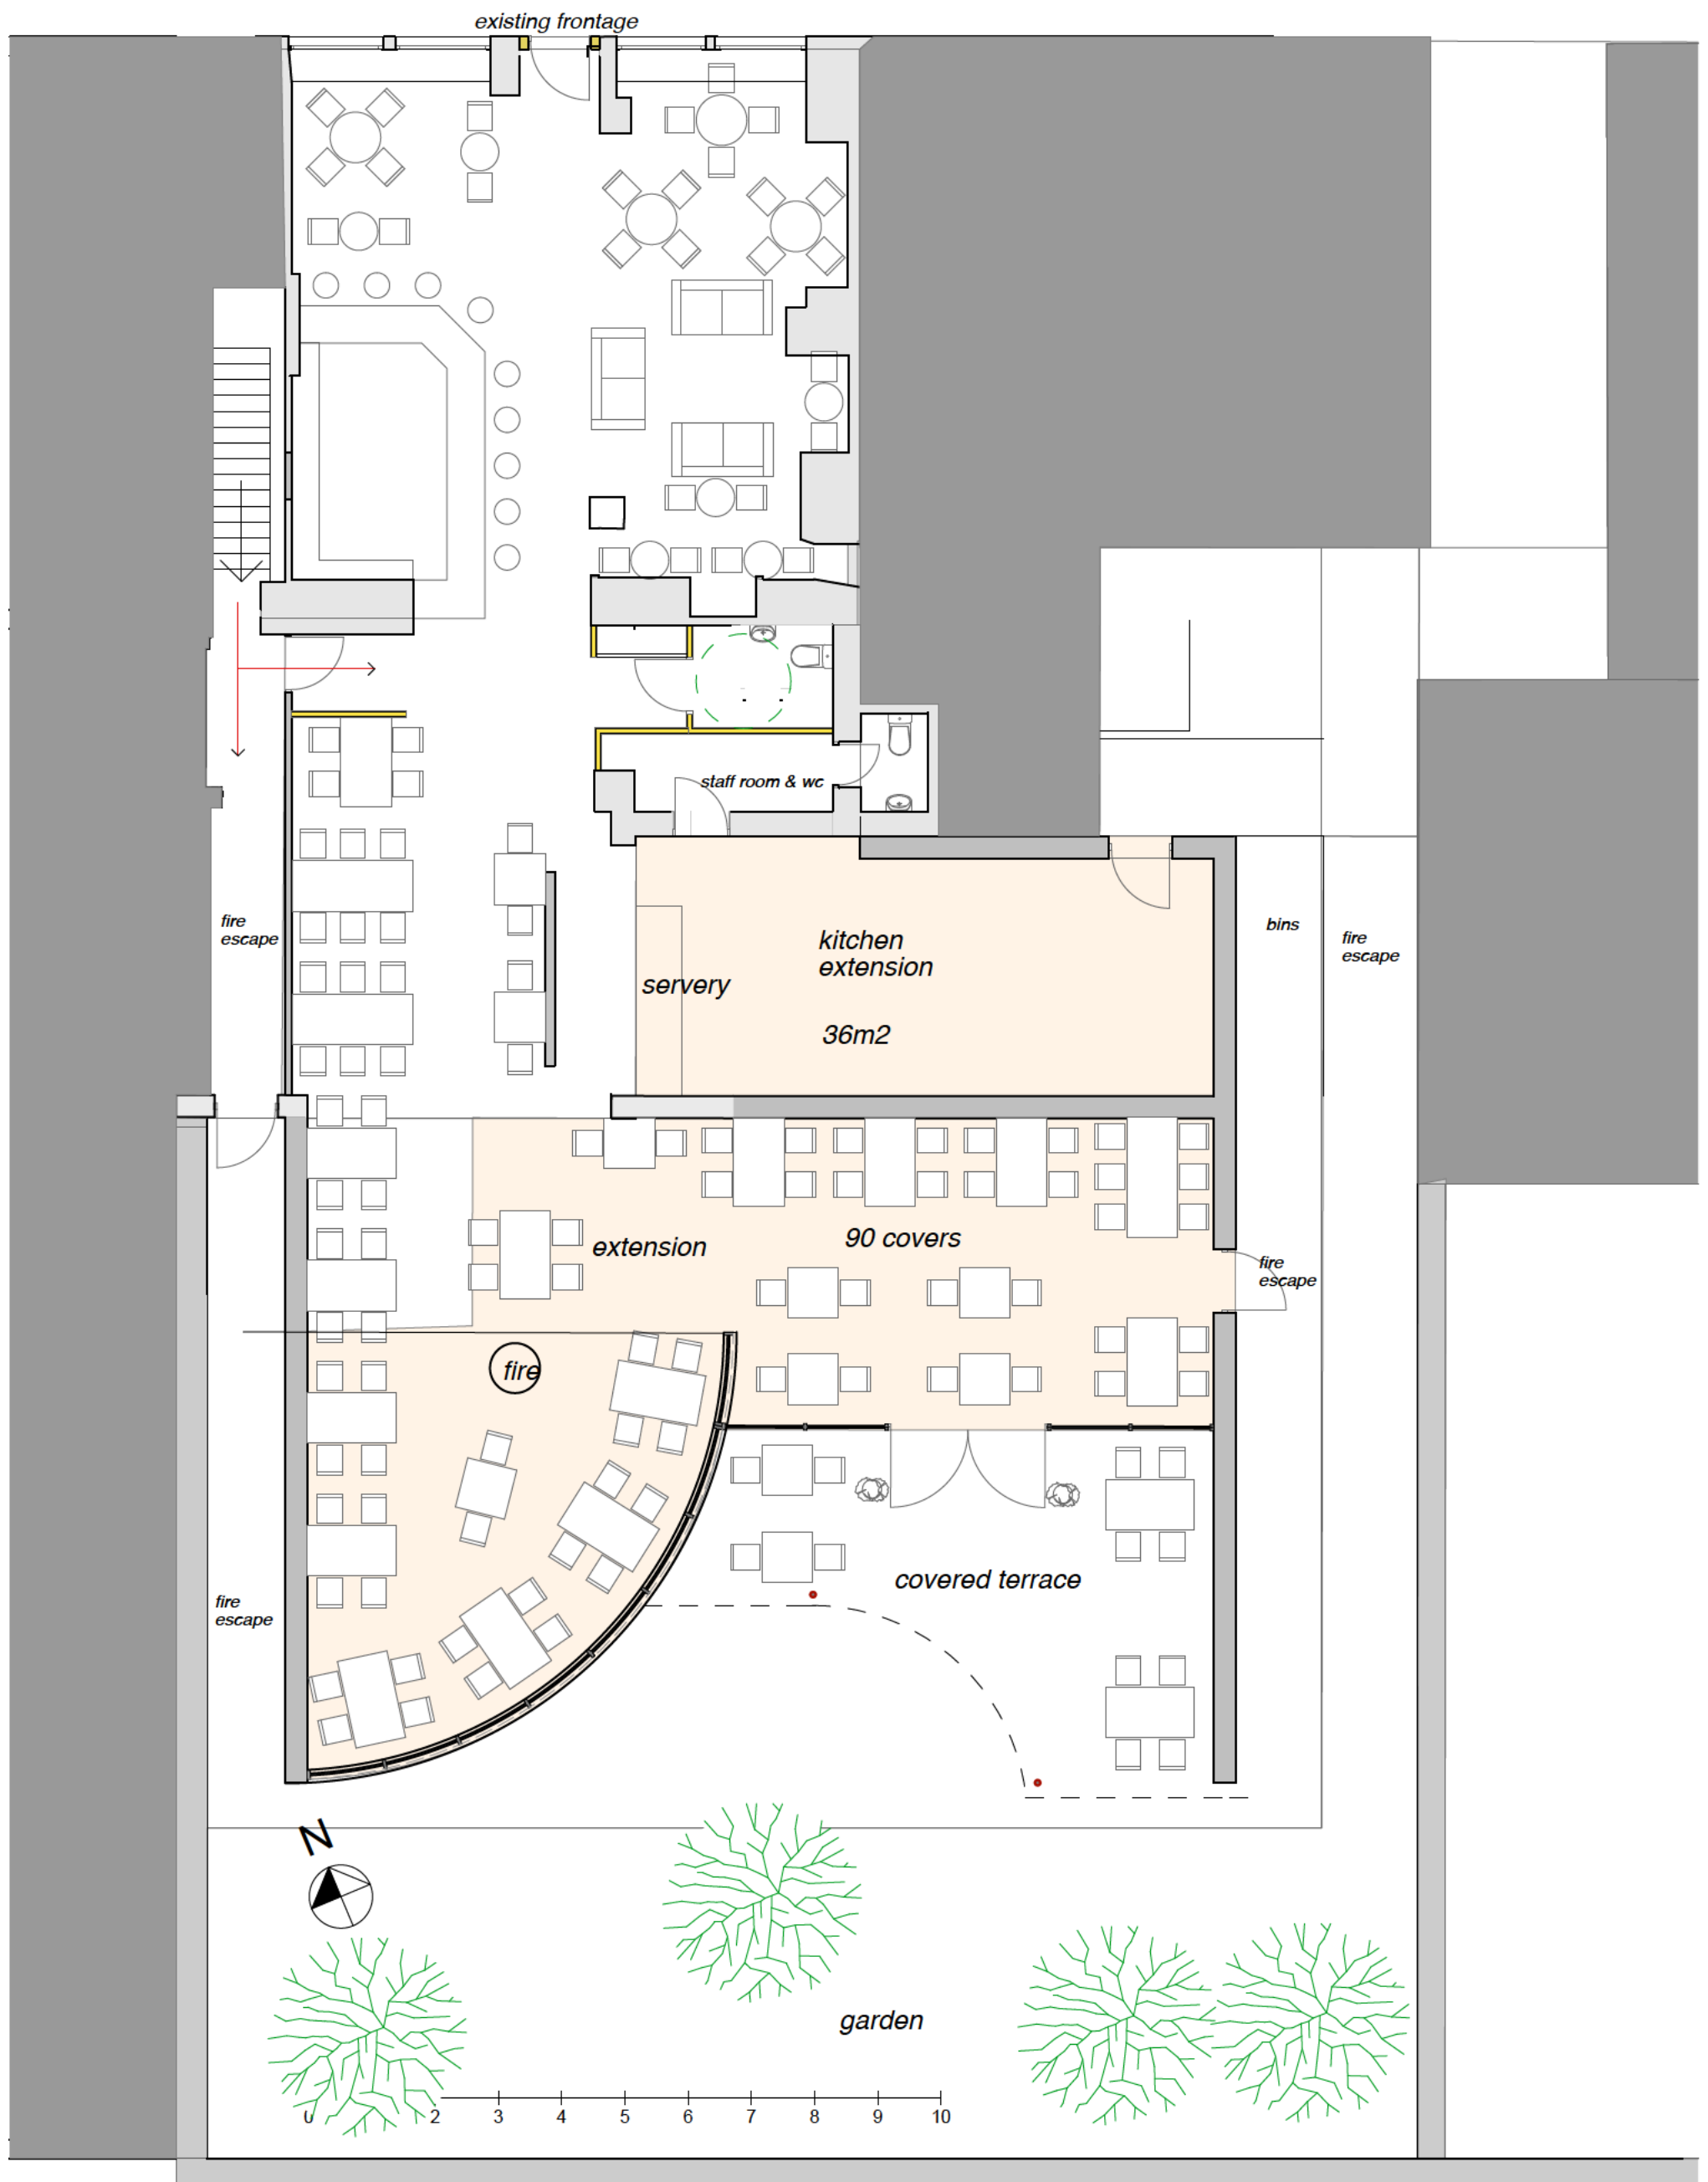 existing frontage
staff room & wc
fire
escape
kitchen
extension
bins
fire
escape
servery
36m2
extension
90 covers
fire
escape
fire
covered terrace
fire
escape
N
garden
0 2 3 4 5 6 7 8 9 10